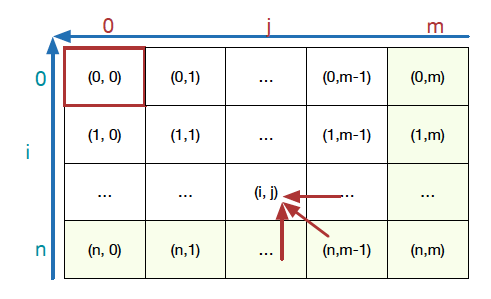 0 j m
0 (0, 0) (0,1) ... (0,m-1) (0,m)
(1, 0) (1,1) ... (1,m-1) (1,m)
i
... ... (i, j) ... ...
n (n, 0) (n,1) ... (n,m-1) (n,m)